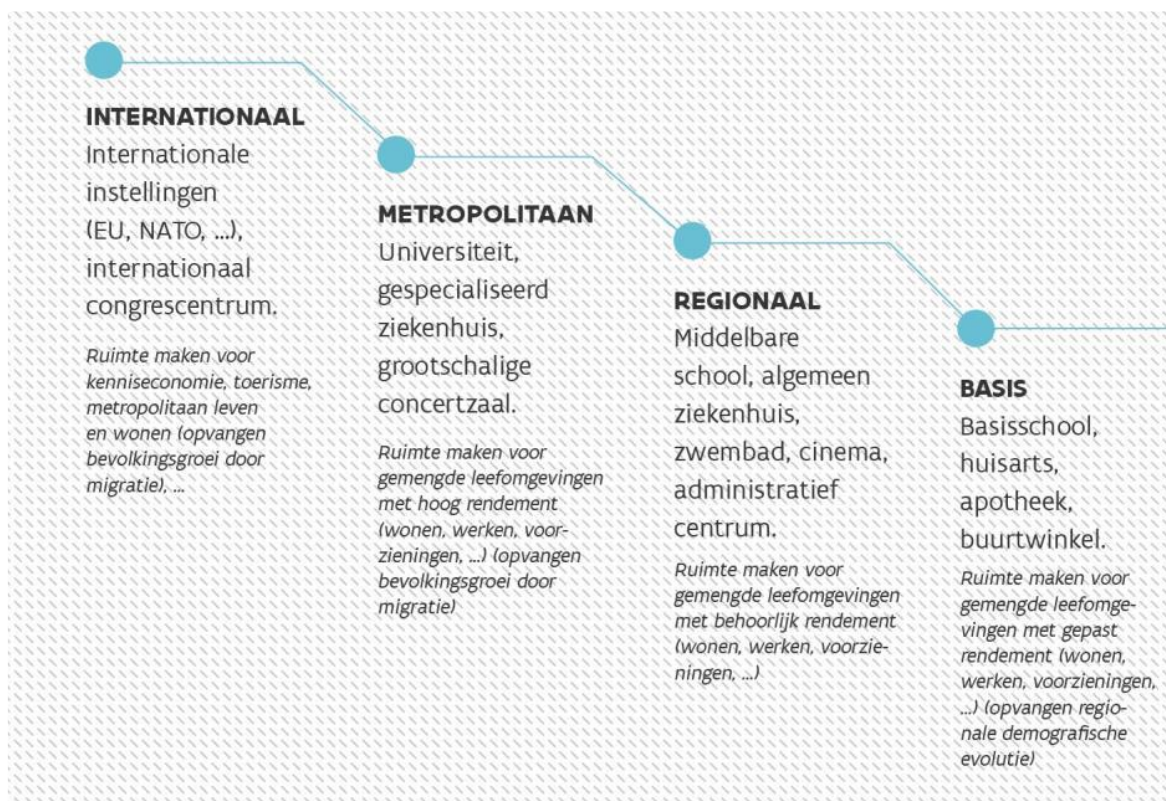 INTERNATIONAAL
Internationale
instellingen
(EU, NATO, ...),
internationaal
congrescentrum.
Ruimte maken voor
kenniseconomie, toerisme,
metropolitaan leven
en wonen (opvangen
bevolkingsgroei door
migratie), ...
METROPOLITAAN
Universiteit,
gespecialiseerd
ziekenhuis,
grootschalige
concertzaal.
Ruimte maken voor
gemengde leefomgevingen
met hoog rendement
(wonen, werken, voor-
zieningen, ...) (opvangen
bevolkingsgroei door
migratie)
REGIONAAL
Middelbare
school, algemeen
ziekenhuis,
zwembad, cinema,
administratief
centrum.
Ruimte maken voor
gemengde leefomgevingen
met behoorlijk rendement
(wonen, werken, voorzie-
ningen, ...)
BASIS
Basisschool,
huisarts,
apotheek,
buurtwinkel.
Ruimte maken voor
gemengde leefomge-
vingen met gepast
rendement (wonen,
werken, voorzieningen,
...) (opvangen regio-
nale demografische
evolutie)